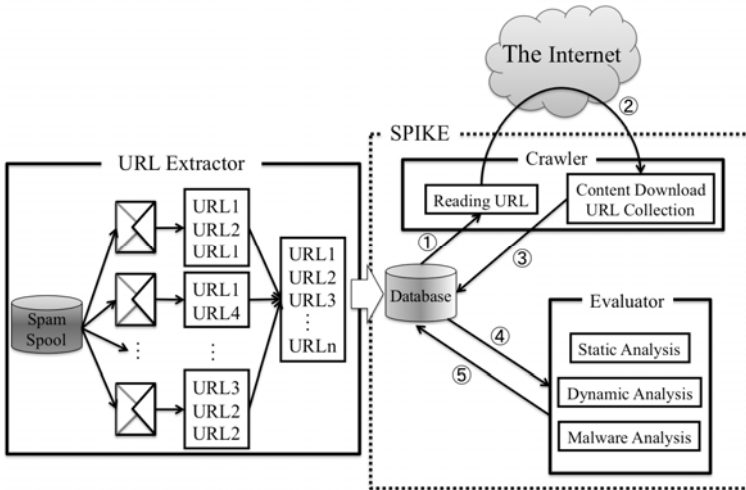 The Internet
②
SPIKE
URL Extractor
Crawler
Reading URL
Content Download
URL Collection
①
③
URL1
URL2
URL1
URL1
URL4
⋮
⋮
URL3
URL2
URL2
URL1
URL2
URL3
⋮
URLn
Spam
Spool
Database
④
⑤
Evaluator
Static Analysis
Dynamic Analysis
Malware Analysis